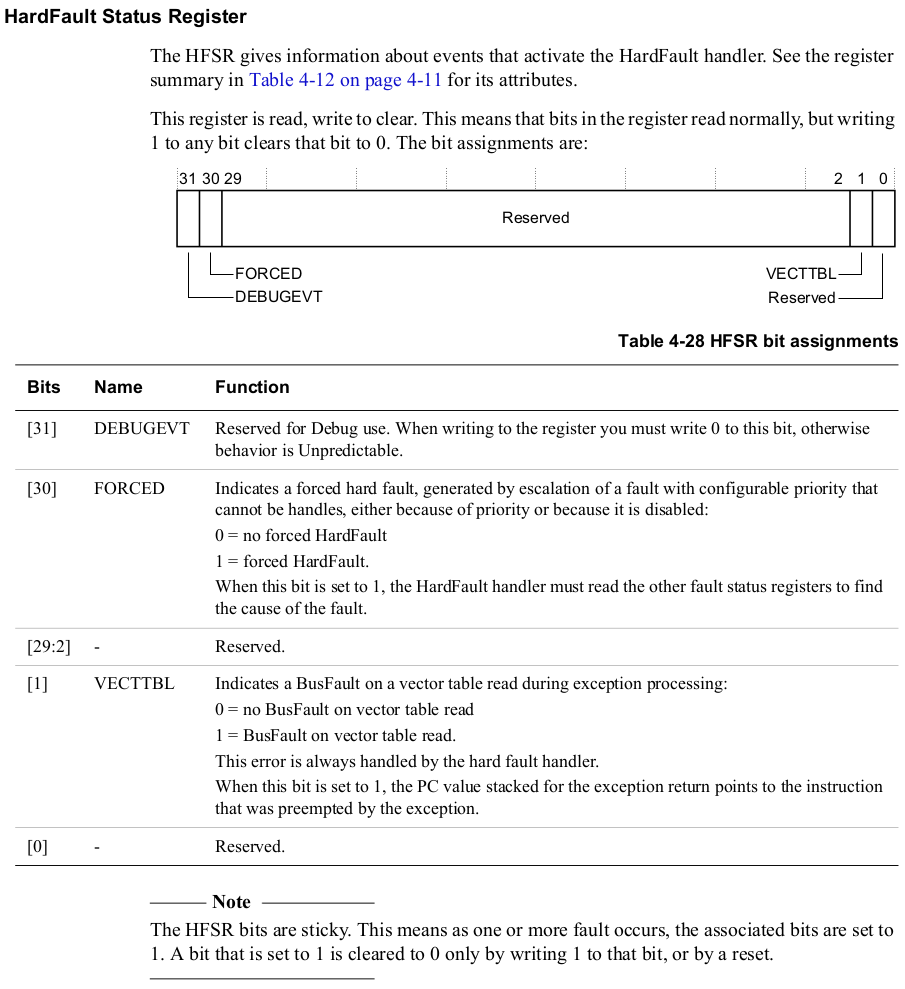 HardFault Status Register
The HFSR gives information about events that activate the HardFault handler. See the register
summary in Table 4-12 on page 4-11 for its attributes.
This register is read, write to clear. This means that bits in the register read normally, but writing
1 to any bit clears that bit to 0. The bit assignments are:
31 30 29 2 1 0
Reserved
FORCED VECTTBL
DEBUGEVT Reserved
Table 4-28 HFSR bit assignments
Bits Name Function
[31] DEBUGEVT Reserved for Debug use. When writing to the register you must write 0 to this bit, otherwise
behavior is Unpredictable.
[30] FORCED Indicates a forced hard fault, generated by escalation of a fault with configurable priority that
cannot be handles, either because of priority or because it is disabled:
0 = no forced HardFault
1 = forced HardFault.
When this bit is set to 1, the HardFault handler must read the other fault status registers to find
the cause of the fault.
[29:2] - Reserved.
[1] VECTTBL Indicates a BusFault on a vector table read during exception processing:
0 = no BusFault on vector table read
1 = BusFault on vector table read.
This error is always handled by the hard fault handler.
When this bit is set to 1, the PC value stacked for the exception return points to the instruction
that was preempted by the exception.
[0] - Reserved.
Note
The HFSR bits are sticky. This means as one or more fault occurs, the associated bits are set to
1. A bit that is set to 1 is cleared to 0 only by writing 1 to that bit, or by a reset.